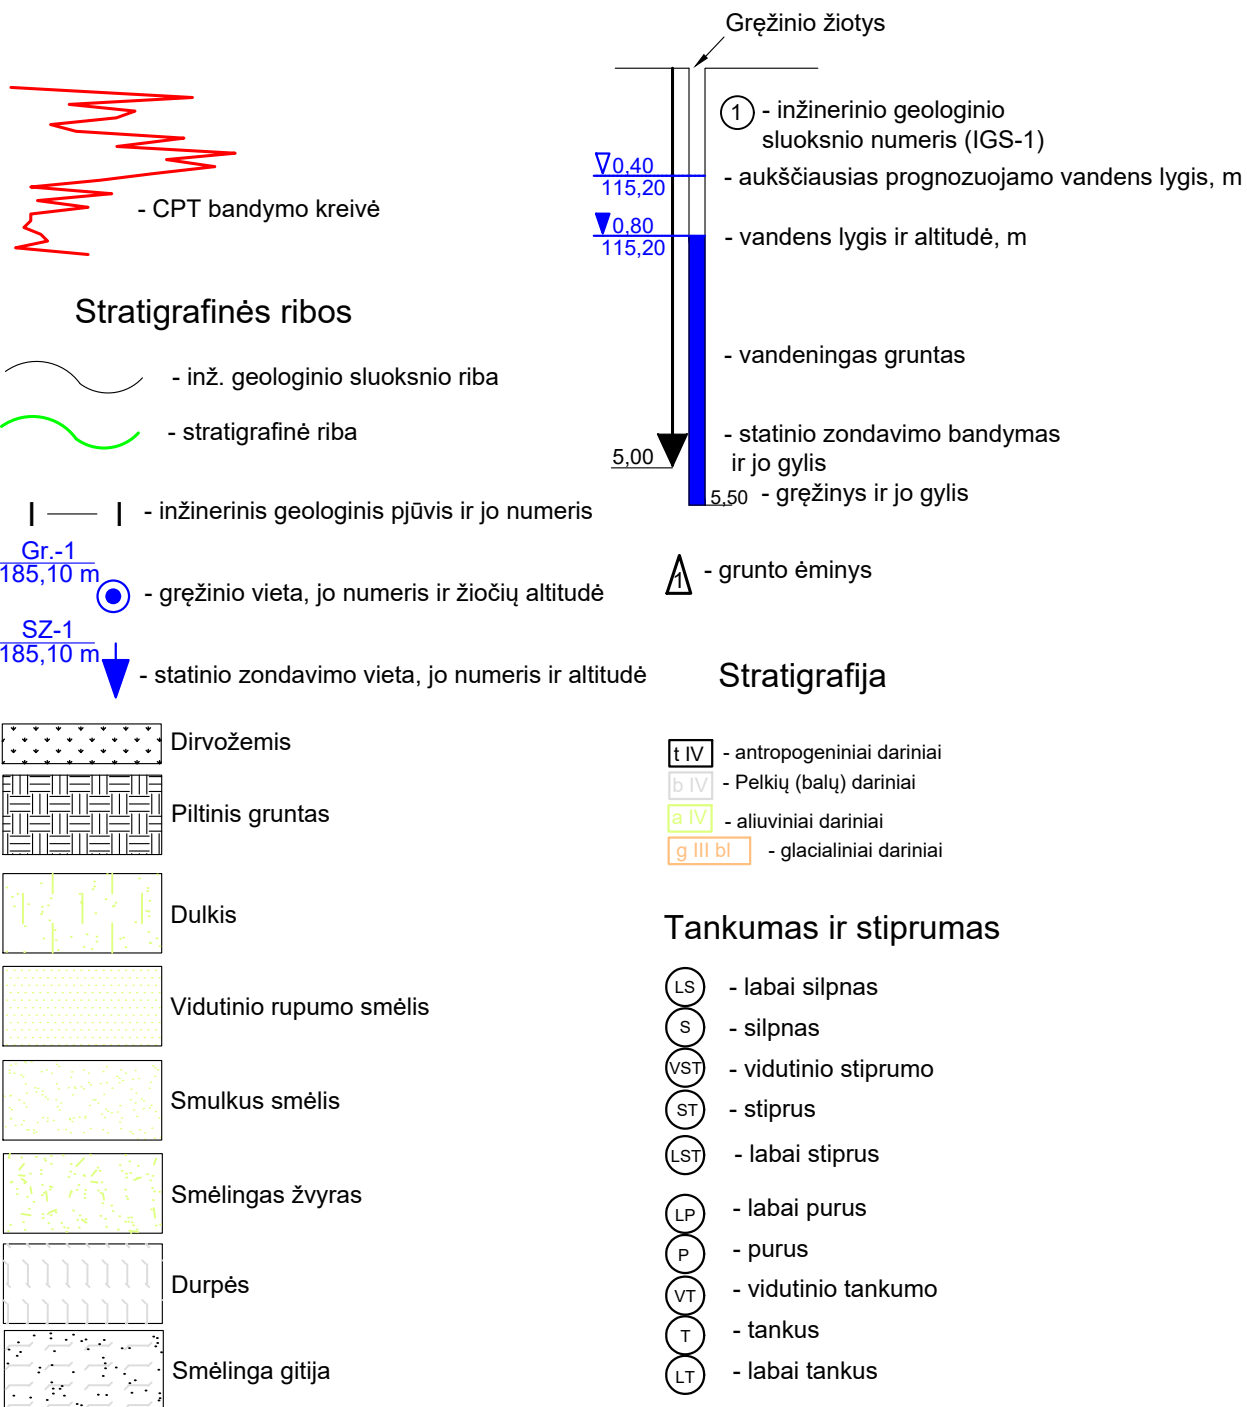 Gręžinio žiotys
1 - inžinerinio geologinio
sluoksnio numeris (IGS-1)
0,40
115,20
- aukščiausias prognozuojamo vandens lygis, m
0,80
115,20
- vandens lygis ir altitudė, m
- vandeningas gruntas
- statinio zondavimo bandymas
ir jo gylis
5,00
5,50 - gręžinys ir jo gylis
1 - grunto ėminys
- CPT bandymo kreivė
Stratigrafinės ribos
- inž. geologinio sluoksnio riba
- stratigrafinė riba
- inžinerinis geologinis pjūvis ir jo numeris
Gr.-1
185,10 m
- gręžinio vieta, jo numeris ir žiočių altitudė
SZ-1
185,10 m
- statinio zondavimo vieta, jo numeris ir altitudė
Dirvožemis
Piltinis gruntas
Dulkis
Vidutinio rupumo smėlis
Smulkus smėlis
Smėlingas žvyras
Durpės
Smėlinga gitija
Stratigrafija
t IV - antropogeniniai dariniai
b IV - Pelkių (balų) dariniai
a IV - aliuviniai dariniai
g III bl - glacialiniai dariniai
Tankumas ir stiprumas
LS - labai silpnas
S - silpnas
VST - vidutinio stiprumo
ST - stiprus
LST - labai stiprus
LP - labai purus
P - purus
VT - vidutinio tankumo
T - tankus
LT - labai tankus